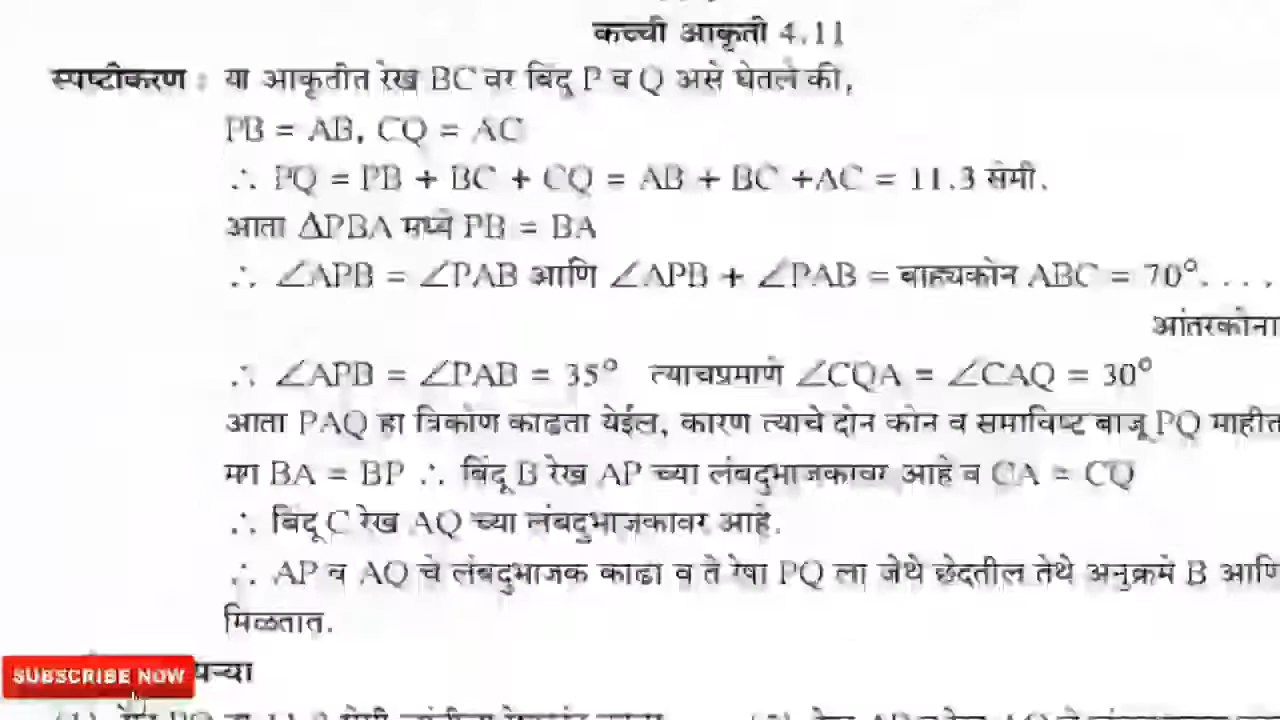 कच्ची आकृती 4.11
स्पष्टीकरण : या आकृतीत रेख BC वर बिंदू P व Q असे घेतले की,
PB = AB, CQ = AC
∴ PQ = PB + BC + CQ = AB + BC +AC = 11.3 सेमी.
आता ΔPBA मध्ये PB = BA
∴ ∠APB = ∠PAB आणि ∠APB + ∠PAB = बाह्यकोन ABC = 70°. . . .
आंतरकोना
∴ ∠APB = ∠PAB = 35° त्याचप्रमाणे ∠CQA = ∠CAQ = 30°
आता PAQ हा त्रिकोण काढता येईल, कारण त्याचे दोन कोन व समाविष्ट बाजू PQ माहीत
मग BA = BP ∴ बिंदू B रेख AP च्या लंबदुभाजकावर आहे व CA = CQ
∴ बिंदू C रेख AQ च्या लंबदुभाजकावर आहे.
∴ AP व AQ चे लंबदुभाजक काढा व ते रेषा PQ ला जेथे छेदतील तेथे अनुक्रमे B आणि
मिळतात.
SUBSCRIBE NOW